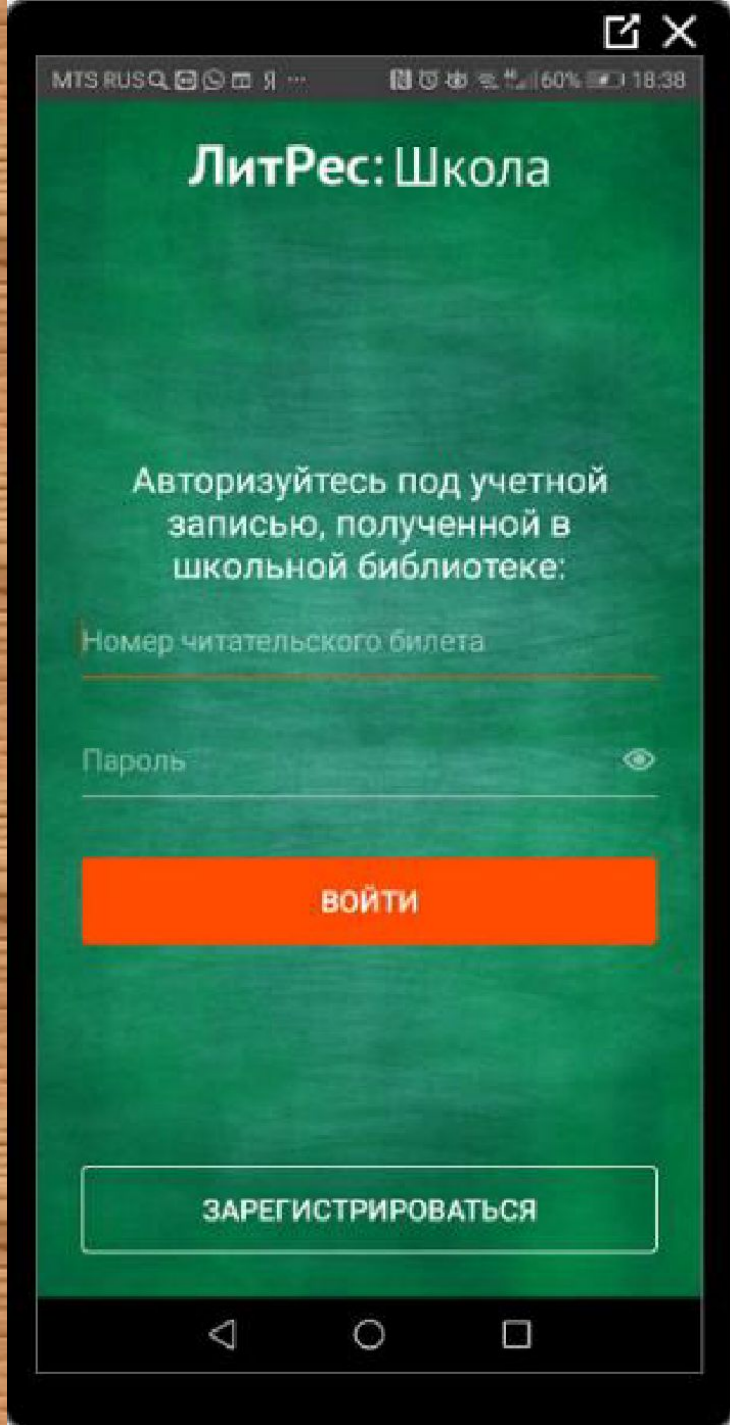 MTS RUS Я ... 60% 18:38
ЛитРес: Школа
Авторизуйтесь под учетной
записью, полученной в
школьной библиотеке:
Номер читательского билета
Пароль
ВОЙТИ
ЗАРЕГИСТРИРОВАТЬСЯ